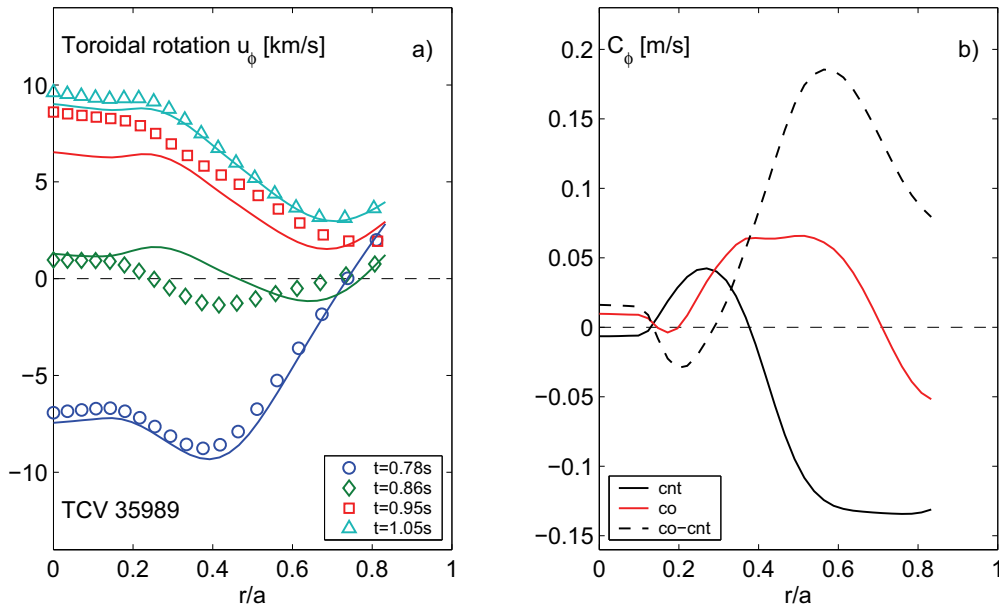 Toroidal rotation u_ϕ [km/s]
a)
10
5
0
−5
−10
TCV 35989
t=0.78s
t=0.86s
t=0.95s
t=1.05s
0
0.2
0.4
0.6
0.8
1
r/a
C_ϕ [m/s]
b)
0.2
0.15
0.1
0.05
0
−0.05
−0.1
−0.15
cnt
co
co−cnt
0
0.2
0.4
0.6
0.8
1
r/a